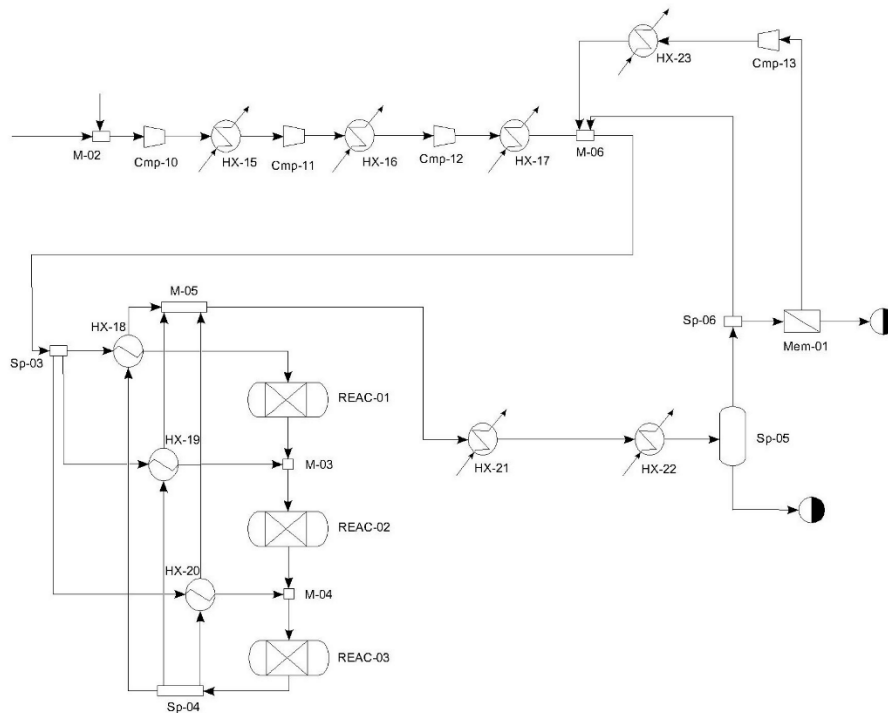 HX-23
Cmp-13
M-02
Cmp-10
HX-15
Cmp-11
HX-16
Cmp-12
HX-17
M-06
M-05
HX-18
Sp-03
REAC-01
Sp-06
Mem-01
HX-19
M-03
HX-21
HX-22
Sp-05
REAC-02
HX-20
M-04
REAC-03
Sp-04